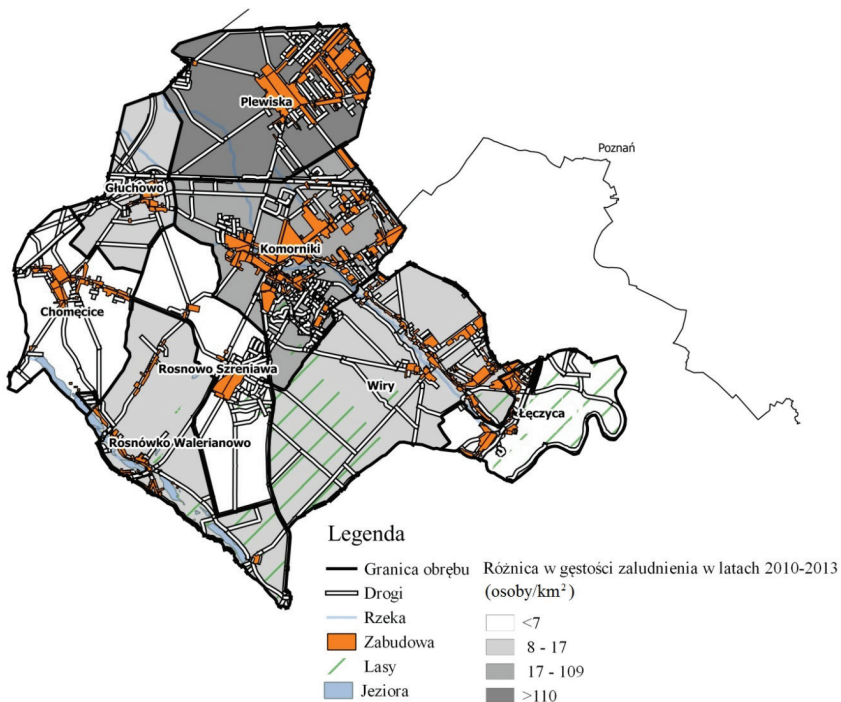 Plewiska
Poznań
Głuchowo
Komorniki
Chomęcice
Rosnowo Szreniawa
Wiry
Łęczyca
Rosnówko Walerianowo
Legenda
Granica obrębu
Drogi
Rzeka
Zabudowa
Lasy
Jeziora
Różnica w gęstości zaludnienia w latach 2010-2013
(osoby/km²)
<7
8 - 17
17 - 109
>110